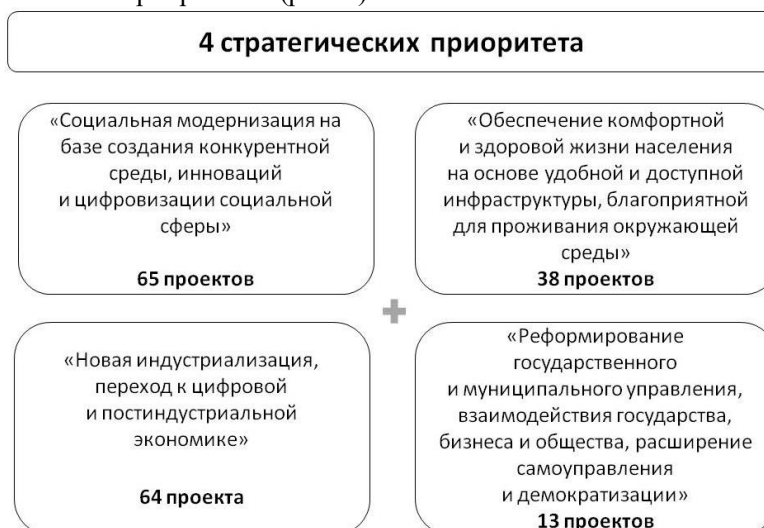 4 стратегических приоритета
«Социальная модернизация на
базе создания конкурентной
среды, инноваций
и цифровизации социальной
сферы»
65 проектов
«Обеспечение комфортной
и здоровой жизни населения
на основе удобной и доступной
инфраструктуры, благоприятной
для проживания окружающей
среды»
38 проектов
«Новая индустриализация,
переход к цифровой
и постиндустриальной
экономике»
64 проекта
«Реформирование
государственного
и муниципального управления,
взаимодействия государства,
бизнеса и общества, расширение
самоуправления
и демократизации»
13 проектов